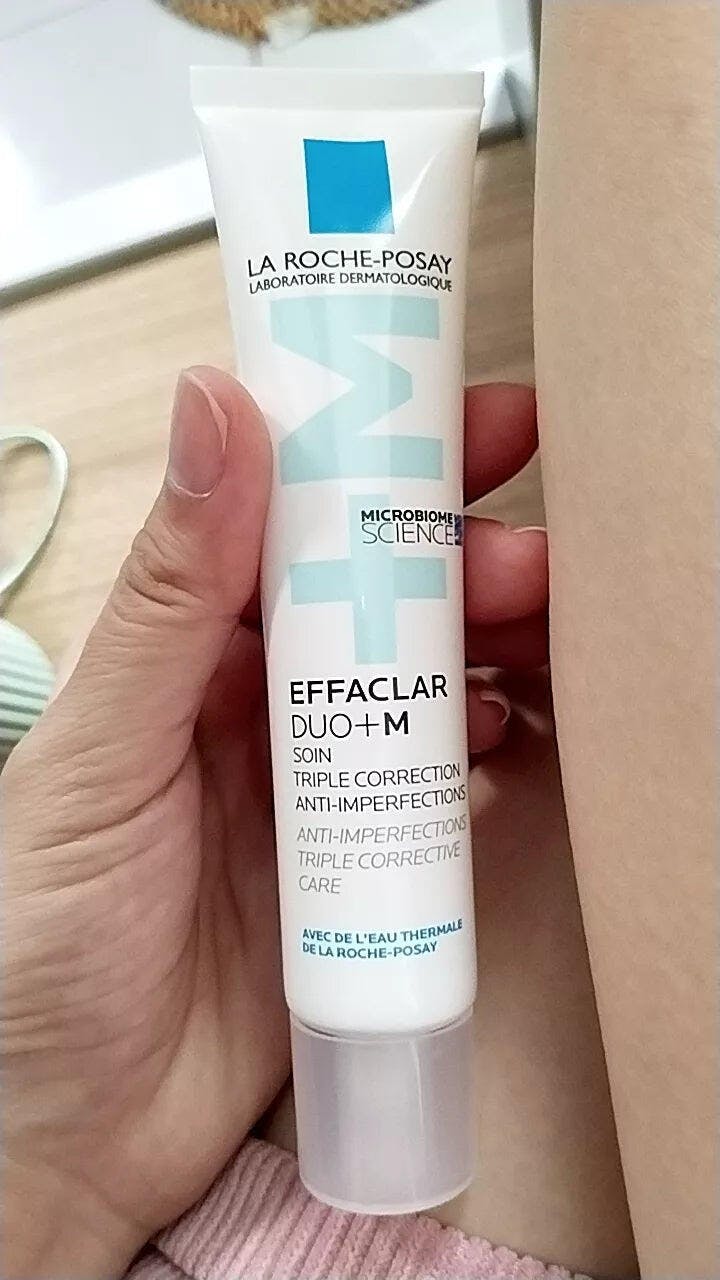 LA ROCHE-POSAY
LABORATOIRE DERMATOLOGIQUE
+M
MICROBIOME
SCIENCE
EFFACLAR
DUO+M
SOIN
TRIPLE CORRECTION
ANTI-IMPERFECTIONS
ANTI-IMPERFECTIONS
TRIPLE CORRECTIVE
CARE
AVEC DE L'EAU THERMALE
DE LA ROCHE-POSAY